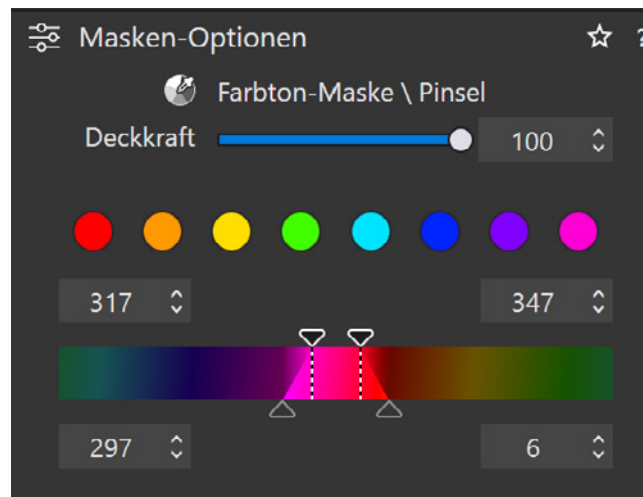 Masken-Optionen ?
Farbton-Maske \ Pinsel
Deckkraft 100
317 347
297 6